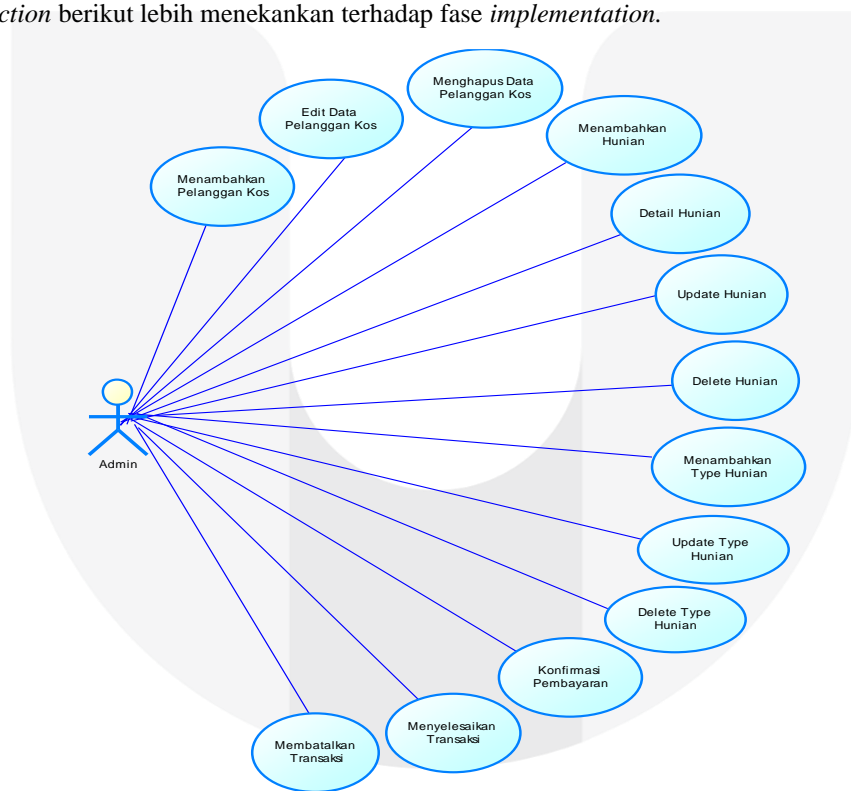 ction berikut lebih menekankan terhadap fase implementation.
Menghapus Data
Pelanggan Kos
Edit Data
Pelanggan Kos
Menambahkan
Hunian
Menambahkan
Pelanggan Kos
Detail Hunian
Update Hunian
Delete Hunian
Admin
Menambahkan
Type Hunian
Update Type
Hunian
Delete Type
Hunian
Konfirmasi
Pembayaran
Menyelesaikan
Transaksi
Membatalkan
Transaksi